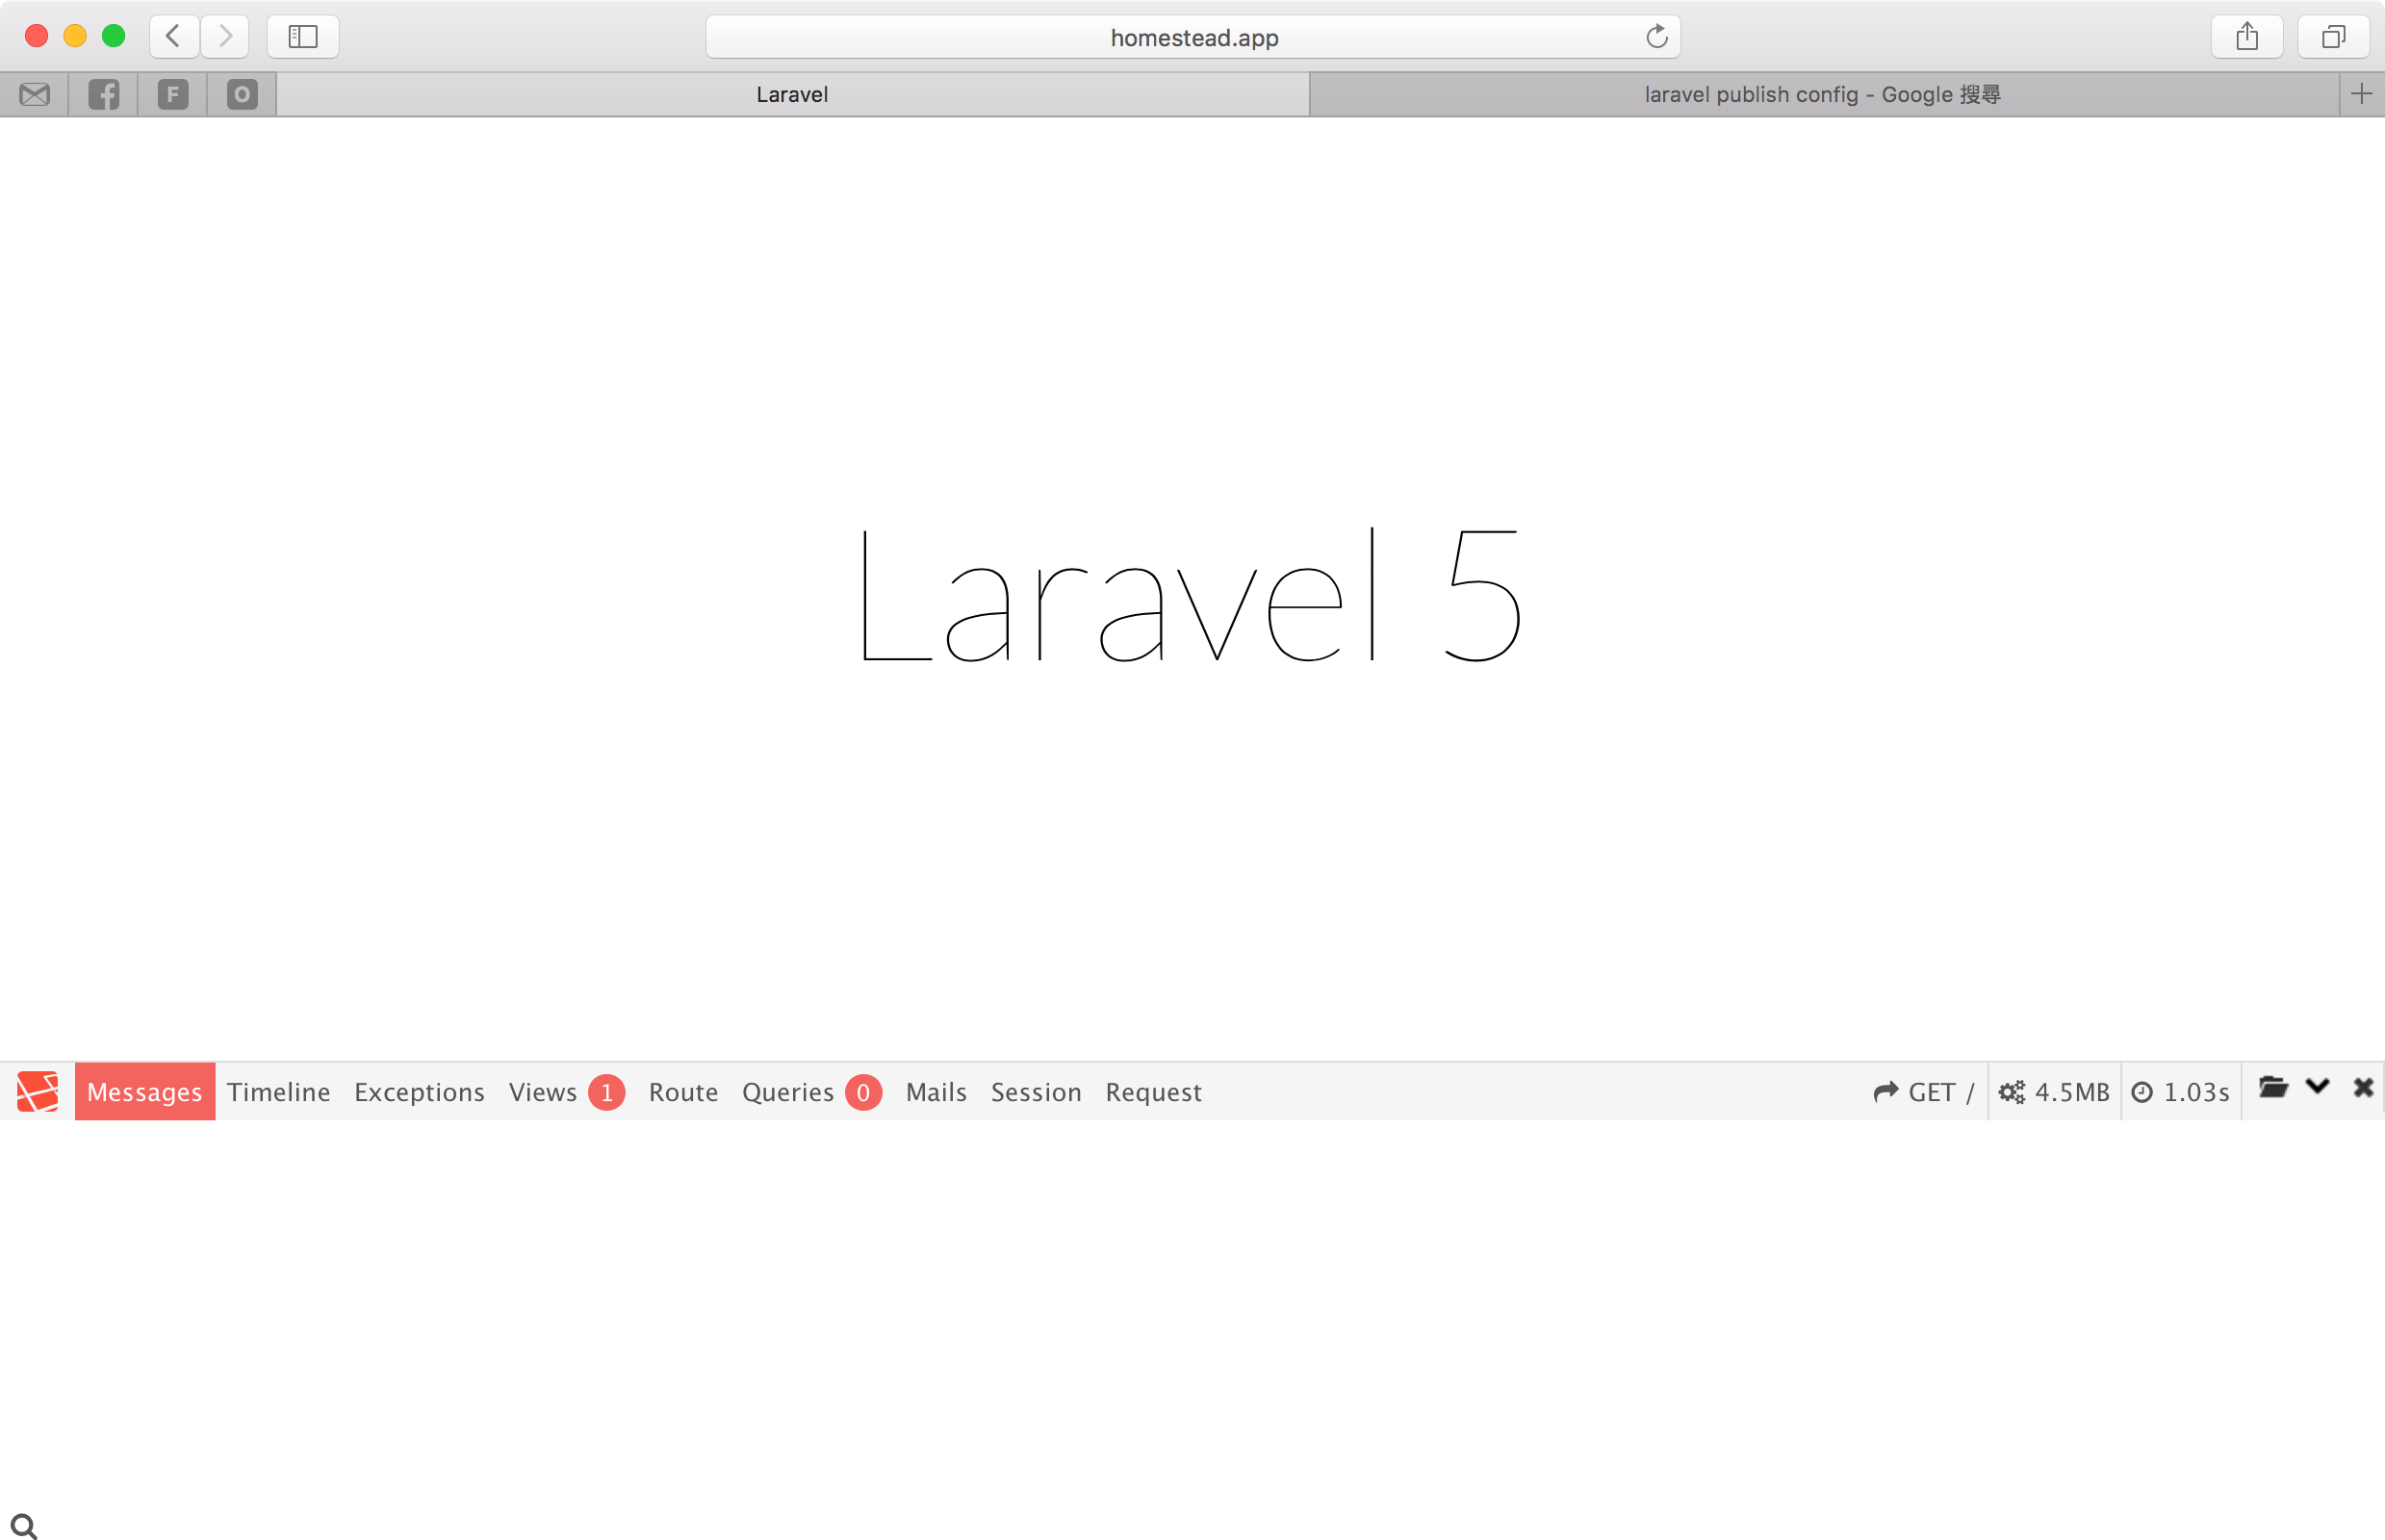 homestead.app
F O Laravel laravel publish config - Google 搜尋
Laravel 5
Messages Timeline Exceptions Views 1 Route Queries 0 Mails Session Request GET / 4.5MB 1.03s